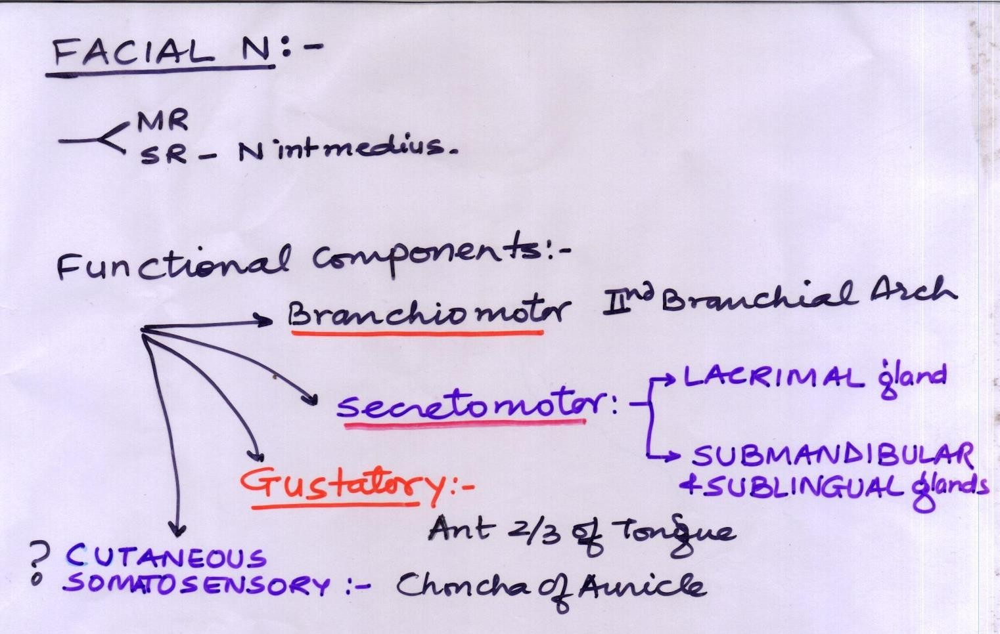 FACIAL N:-
MR
SR - N intmedius.
Functional Components:-
Branchiomotor IInd Branchial Arch
Secretomotor:-
LACRIMAL gland
SUBMANDIBULAR
+ SUBLINGUAL glands
Gustatory:-
Ant 2/3 of Tongue
? CUTANEOUS
SOMATOSENSORY :- Choncha of Auricle